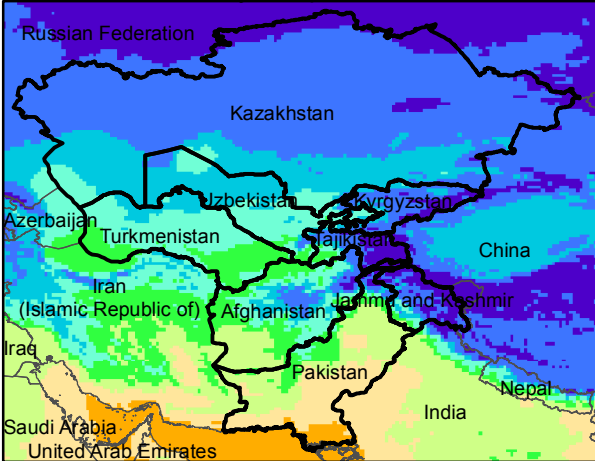 Russian Federation
Kazakhstan
Izbekistan
Kyrgyzstan
Azerbaijan
Turkmenistan
Tajikistan
China
Iran
(Islamic Republic of)
Afghanistan
Jammu and Kashmir
Iraq
Pakistan
Nepal
India
Saudi Arabia
United Arab Emirates